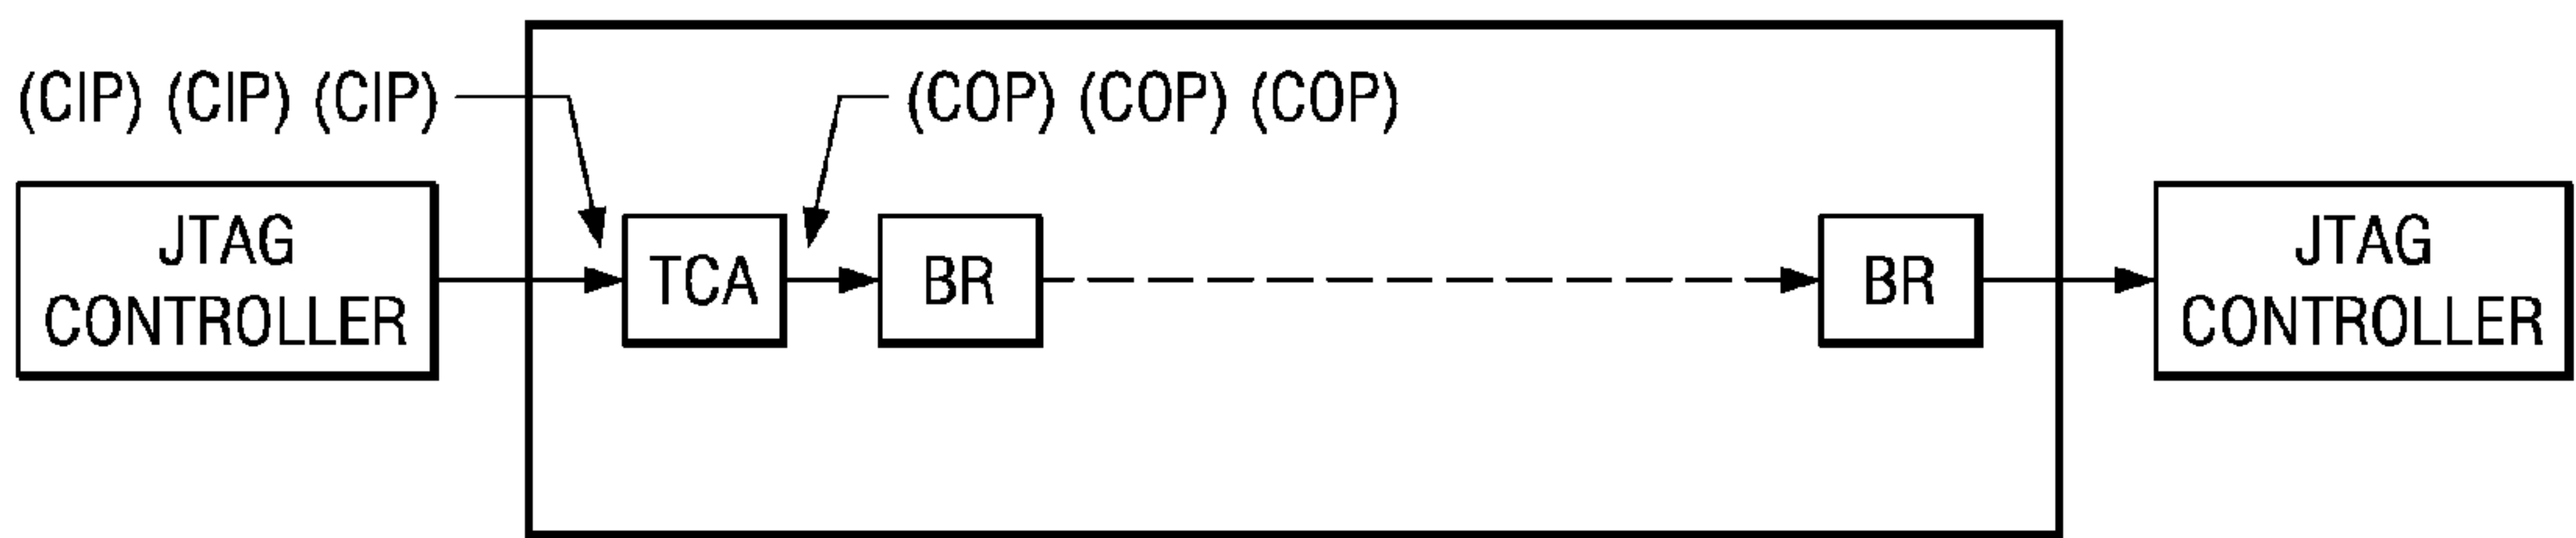 (CIP) (CIP) (CIP)
(COP) (COP) (COP)
JTAG
CONTROLLER
TCA
BR
BR
JTAG
CONTROLLER